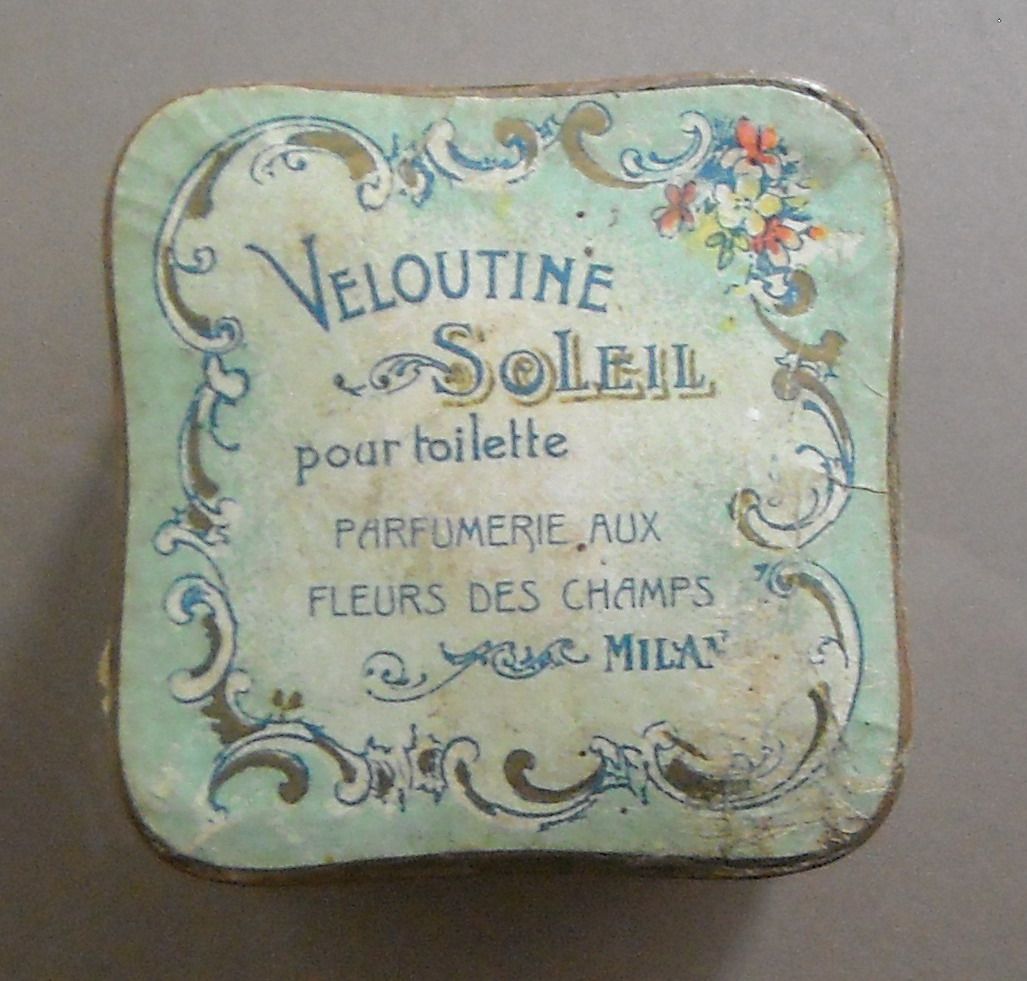 VELOUTINE
SOLEIL
pour toilette
PARFUMERIE AUX
FLEURS DES CHAMPS
MILAN